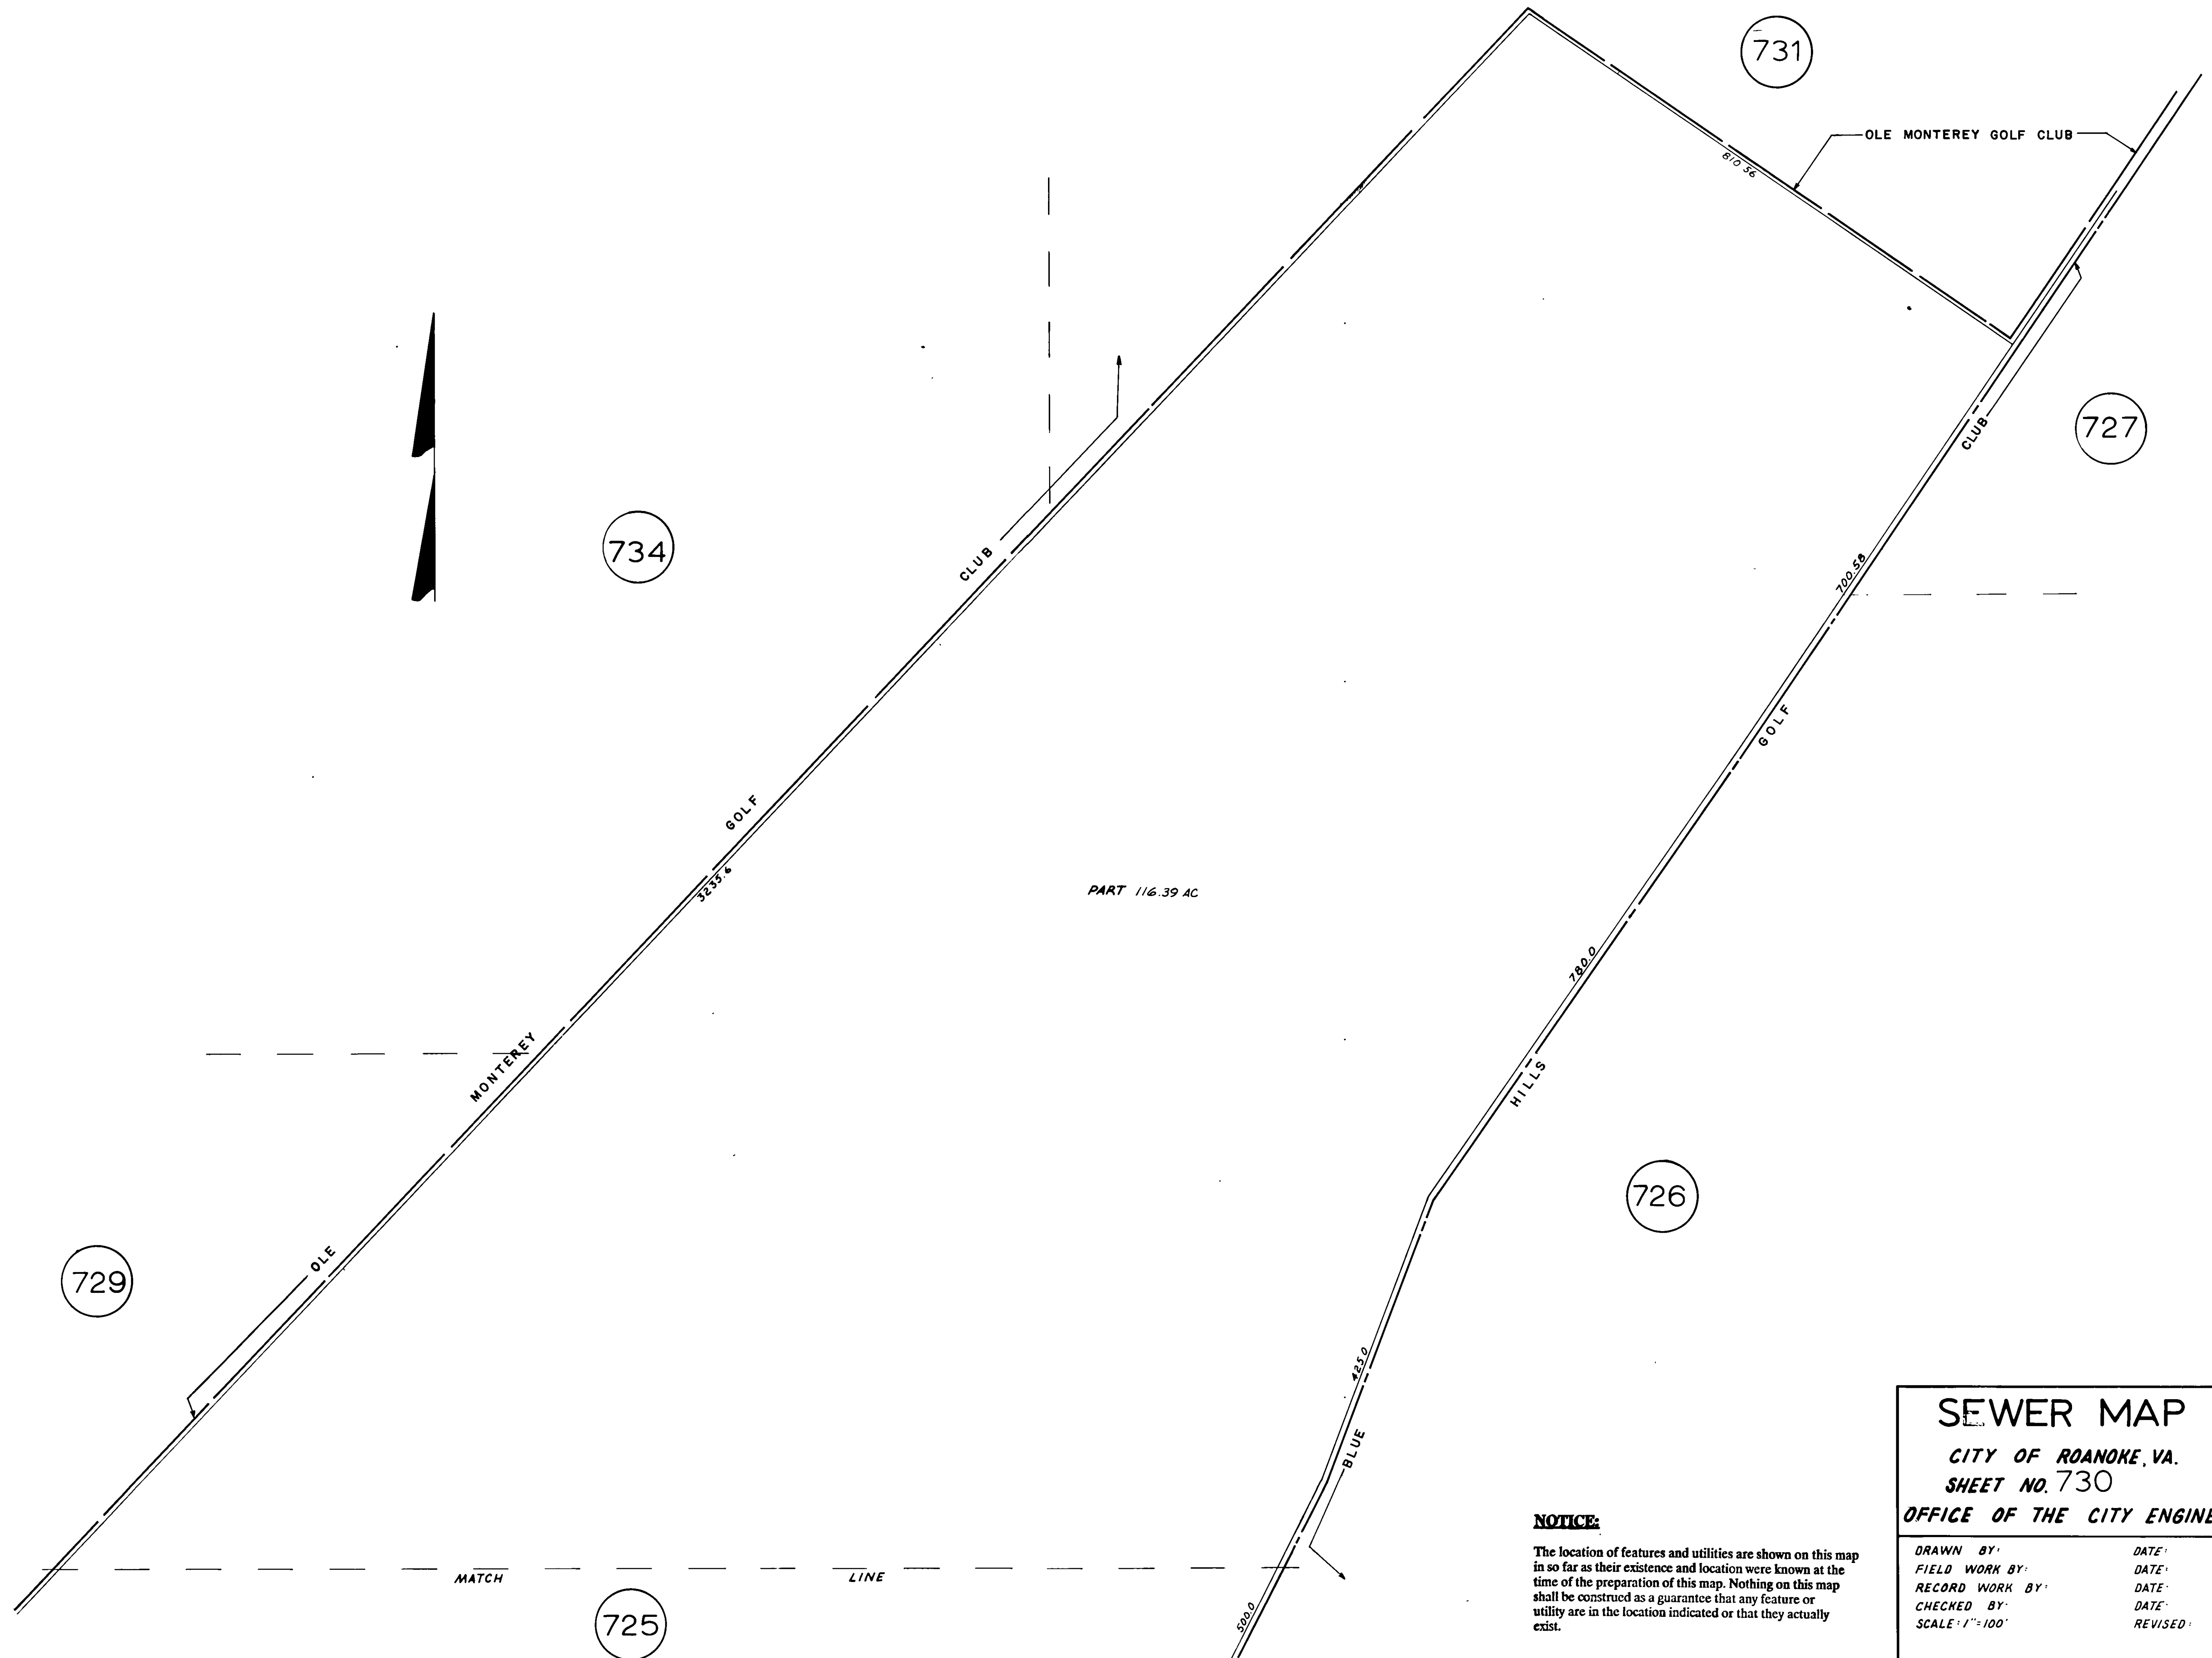 731
OLE MONTEREY GOLF CLUB
810.56
727
CLUB
734
CLUB
700.58
GOLF
GOLF
3235.6
PART 116.39 AC
780.0
MONTEREY
HILLS
726
OLE
729
425.0
BLUE
MATCH LINE
725
500.0
NOTICE:
The location of features and utilities are shown on this map
in so far as their existence and location were known at the
time of the preparation of this map. Nothing on this map
shall be construed as a guarantee that any feature or
utility are in the location indicated or that they actually
exist.
SEWER MAP
CITY OF ROANOKE, VA.
SHEET NO. 730
OFFICE OF THE CITY ENGINE
DRAWN BY: DATE:
FIELD WORK BY: DATE:
RECORD WORK BY: DATE:
CHECKED BY: DATE:
SCALE: 1"=100' REVISED: